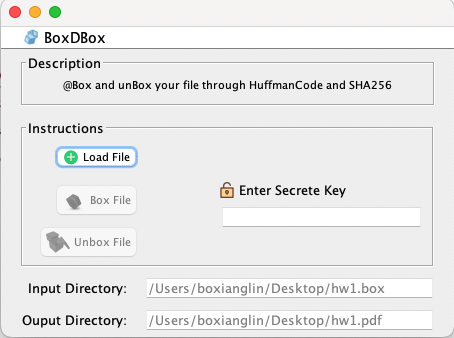 BoxDBox
Description
@Box and unBox your file through HuffmanCode and SHA256
Instructions
Load File
Box File
Enter Secrete Key
Unbox File
Input Directory: /Users/boxianglin/Desktop/hw1.box
Ouput Directory: /Users/boxianglin/Desktop/hw1.pdf